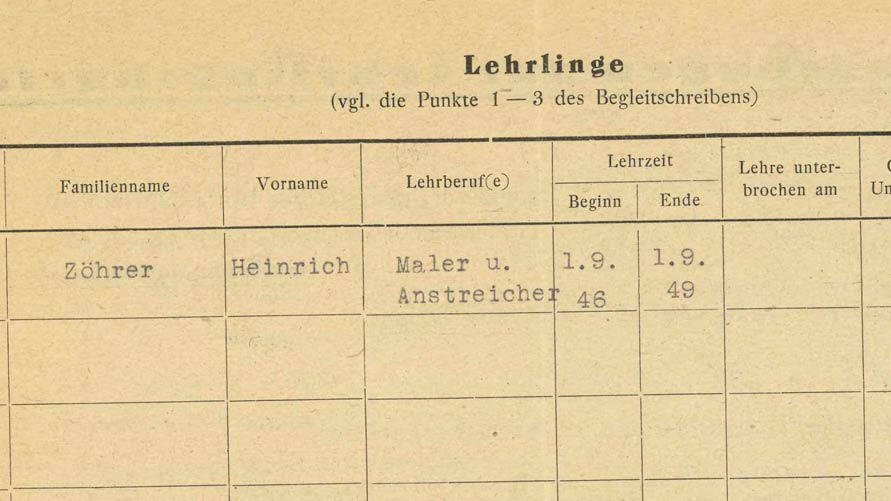 Lehrlinge
(vgl. die Punkte 1 — 3 des Begleitschreibens)
Familienname Vorname Lehrberuf(e) Lehrzeit Beginn Ende Lehre unter-
brochen am
Zöhrer Heinrich Maler u. 1.9. 1.9.
Anstreicher 46 49